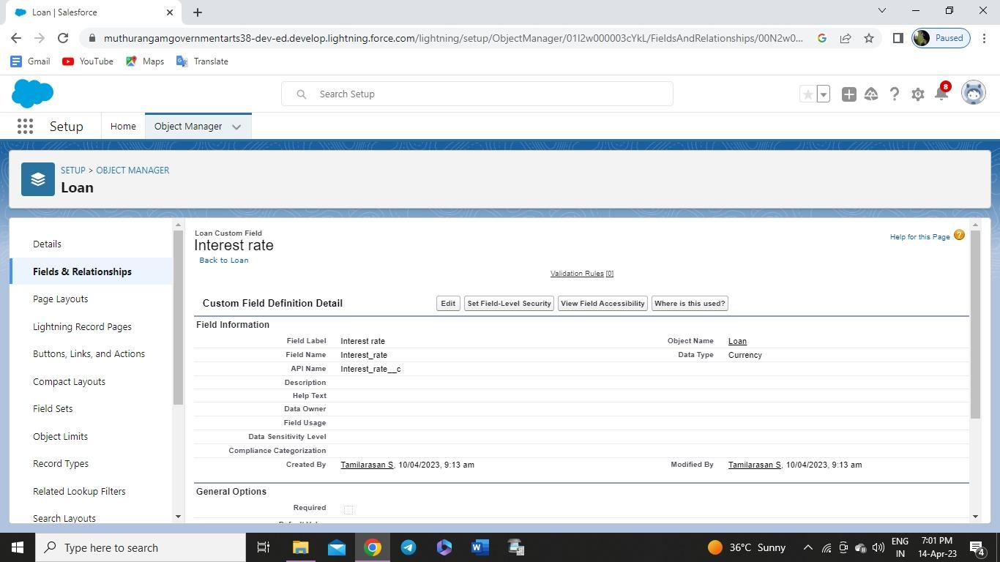 Loan | Salesforce
muthurangamgovernmentarts38-dev-ed.develop.lightning.force.com/lightning/setup/ObjectManager/01I2w000003cYkL/FieldsAndRelationships/00N2w0...
Paused
Gmail YouTube Maps Translate
Search Setup
8
Setup Home Object Manager
SETUP > OBJECT MANAGER
Loan
Details
Fields & Relationships
Page Layouts
Lightning Record Pages
Buttons, Links, and Actions
Compact Layouts
Field Sets
Object Limits
Record Types
Related Lookup Filters
Search Layouts
Loan Custom Field
Interest rate
Back to Loan
Help for this Page
Validation Rules [0]
Custom Field Definition Detail Edit Set Field-Level Security View Field Accessibility Where is this used?
Field Information
Field Label Interest rate Object Name Loan
Field Name Interest_rate Data Type Currency
API Name Interest_rate__c
Description
Help Text
Data Owner
Field Usage
Data Sensitivity Level
Compliance Categorization
Created By Tamilarasan S, 10/04/2023, 9:13 am Modified By Tamilarasan S, 10/04/2023, 9:13 am
General Options
Required
Type here to search
36°C Sunny
ENG
IN
7:01 PM
14-Apr-23
4